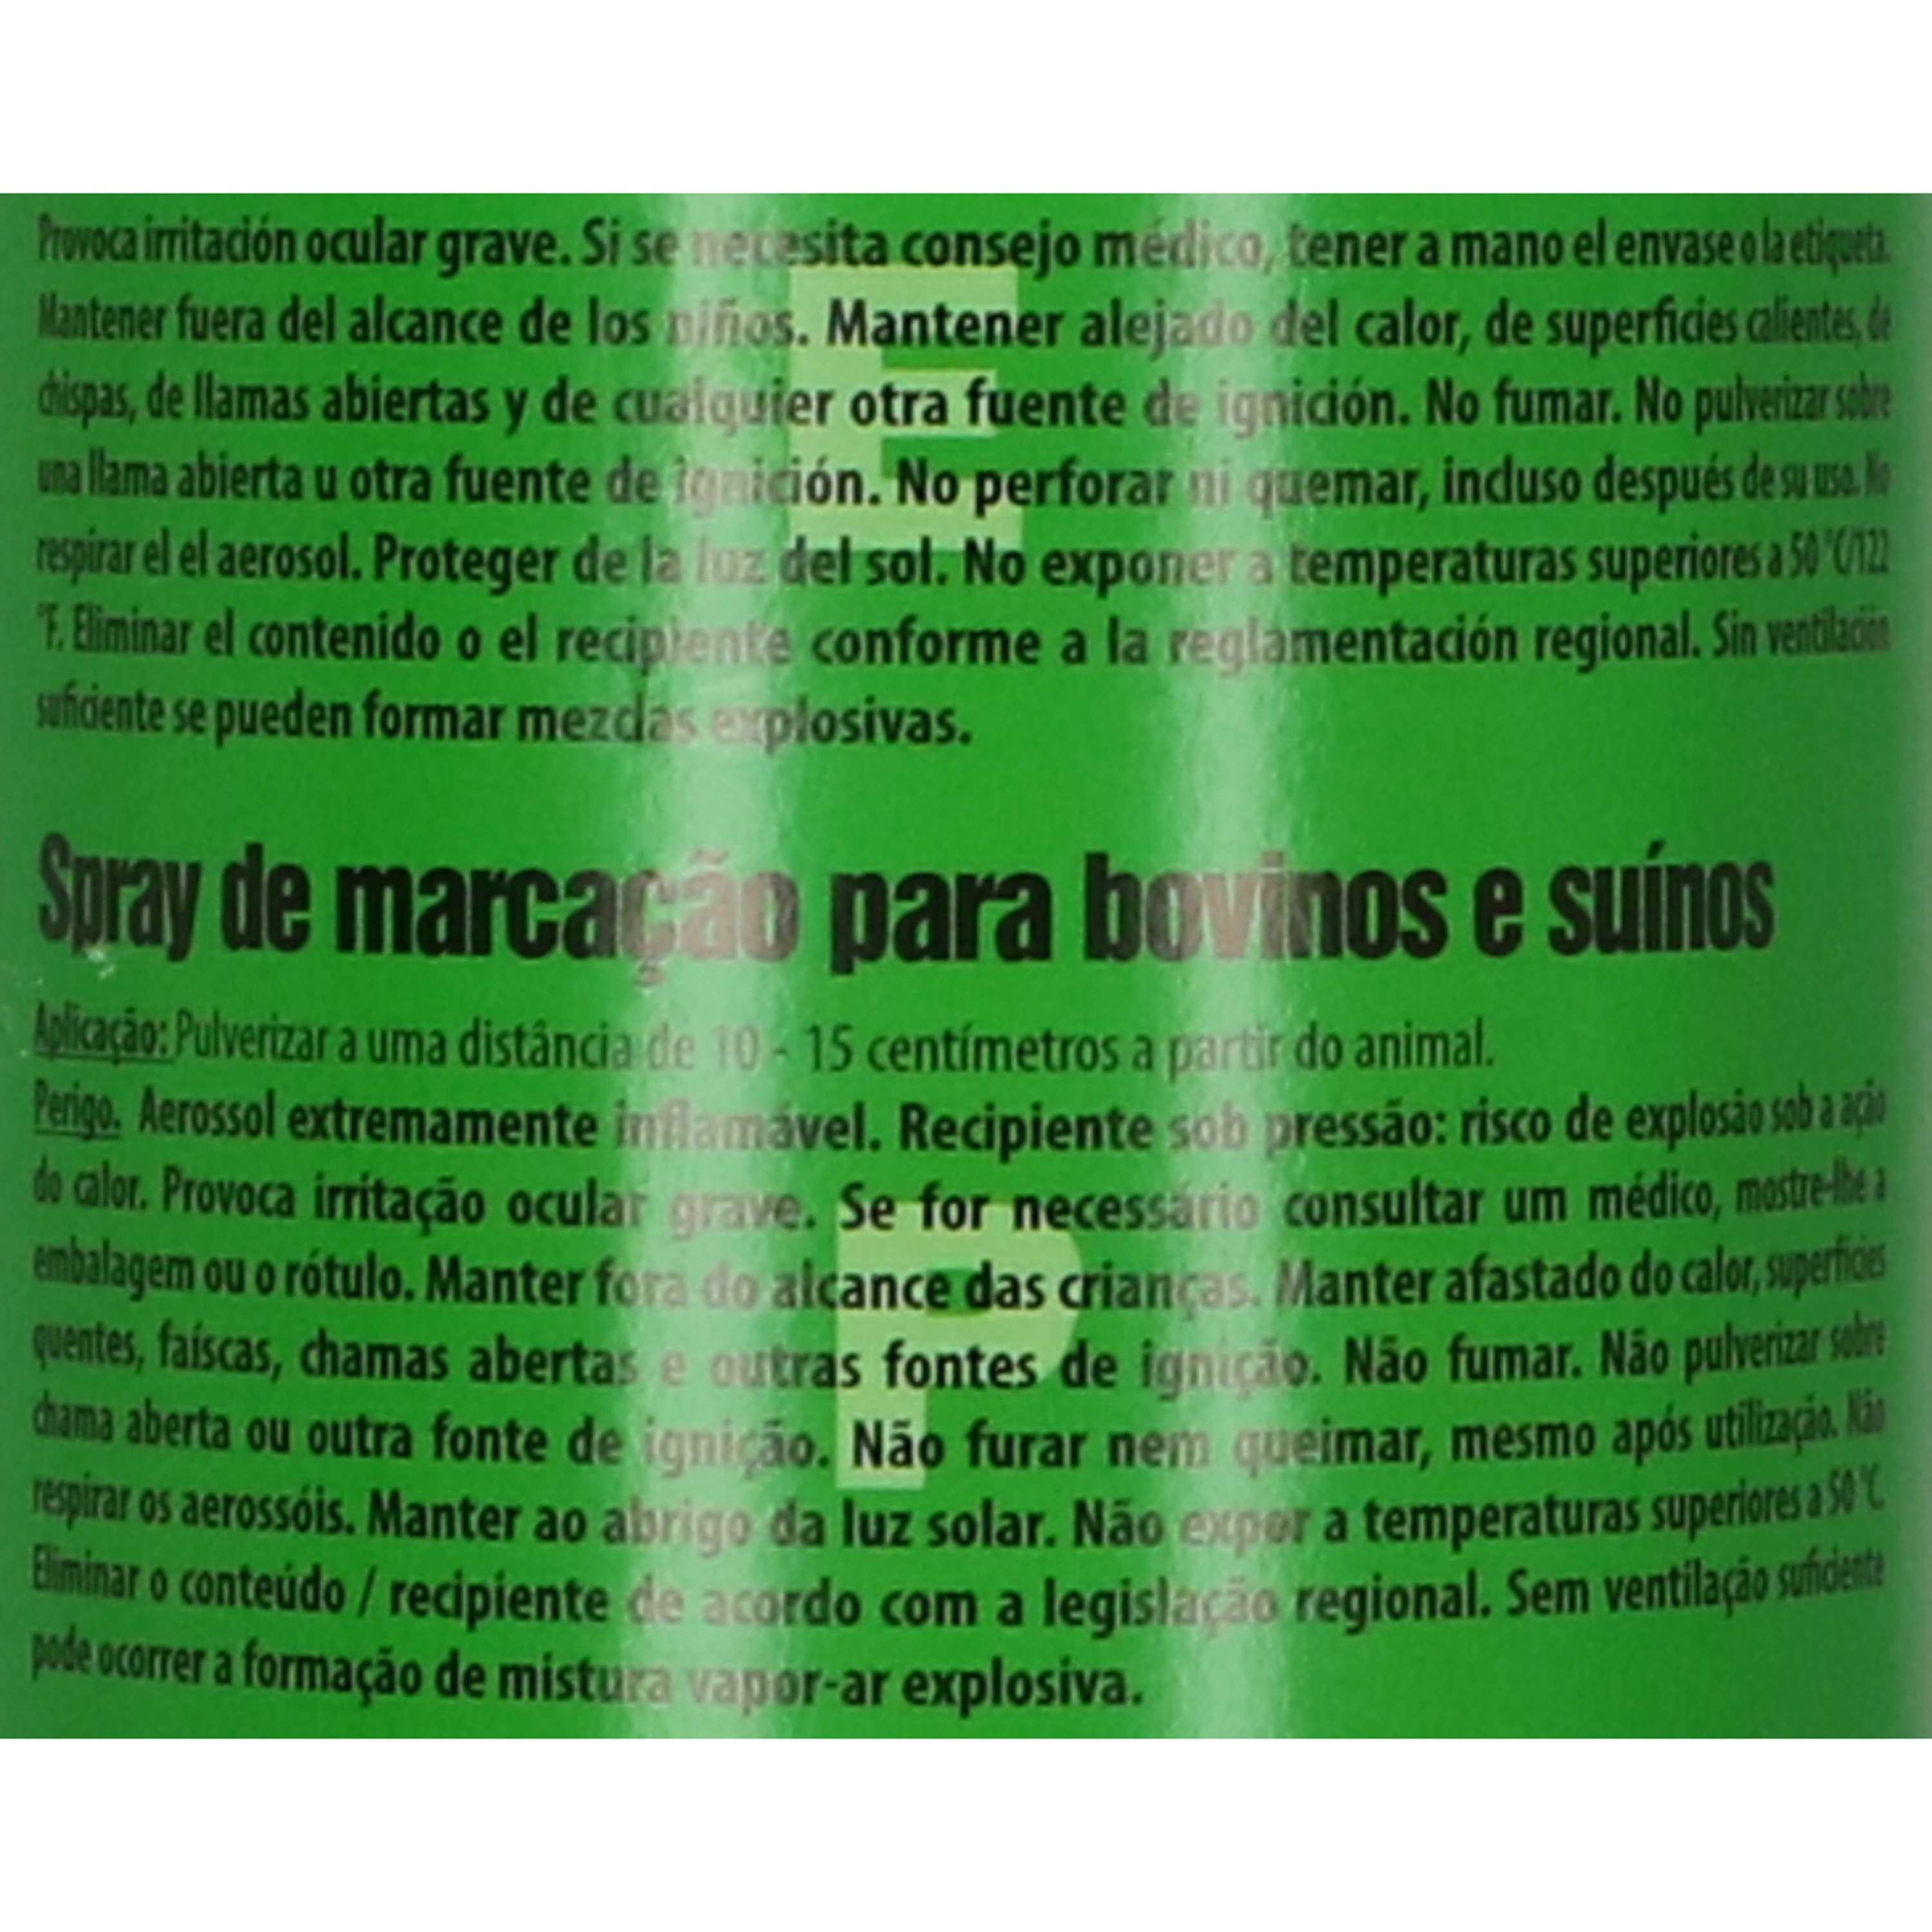 Provoca irritación ocular grave. Si se necesita consejo médico, tener a mano el envase o la etiqueta.
Mantener fuera del alcance de los niños. Mantener alejado del calor, de superficies calientes, de
chispas, de llamas abiertas y de cualquier otra fuente de ignición. No fumar. No pulverizar sobre
una llama abierta u otra fuente de ignición. No perforar ni quemar, incluso después de su uso. No
respirar el el aerosol. Proteger de la luz del sol. No exponer a temperaturas superiores a 50 °C/122
°F. Eliminar el contenido o el recipiente conforme a la reglamentación regional. Sin ventilación
suficiente se pueden formar mezclas explosivas.
E
Spray de marcação para bovinos e suínos
Aplicação: Pulverizar a uma distância de 10 - 15 centímetros a partir do animal.
Perigo. Aerossol extremamente inflamável. Recipiente sob pressão: risco de explosão sob a ação
do calor. Provoca irritação ocular grave. Se for necessário consultar um médico, mostre-lhe a
embalagem ou o rótulo. Manter fora do alcance das crianças. Manter afastado do calor, superfícies
quentes, faíscas, chamas abertas e outras fontes de ignição. Não fumar. Não pulverizar sobre
chama aberta ou outra fonte de ignição. Não furar nem queimar, mesmo após utilização. Não
respirar os aerossóis. Manter ao abrigo da luz solar. Não expor a temperaturas superiores a 50 °C.
Eliminar o conteúdo / recipiente de acordo com a legislação regional. Sem ventilação suficiente
pode ocorrer a formação de mistura vapor-ar explosiva.
P